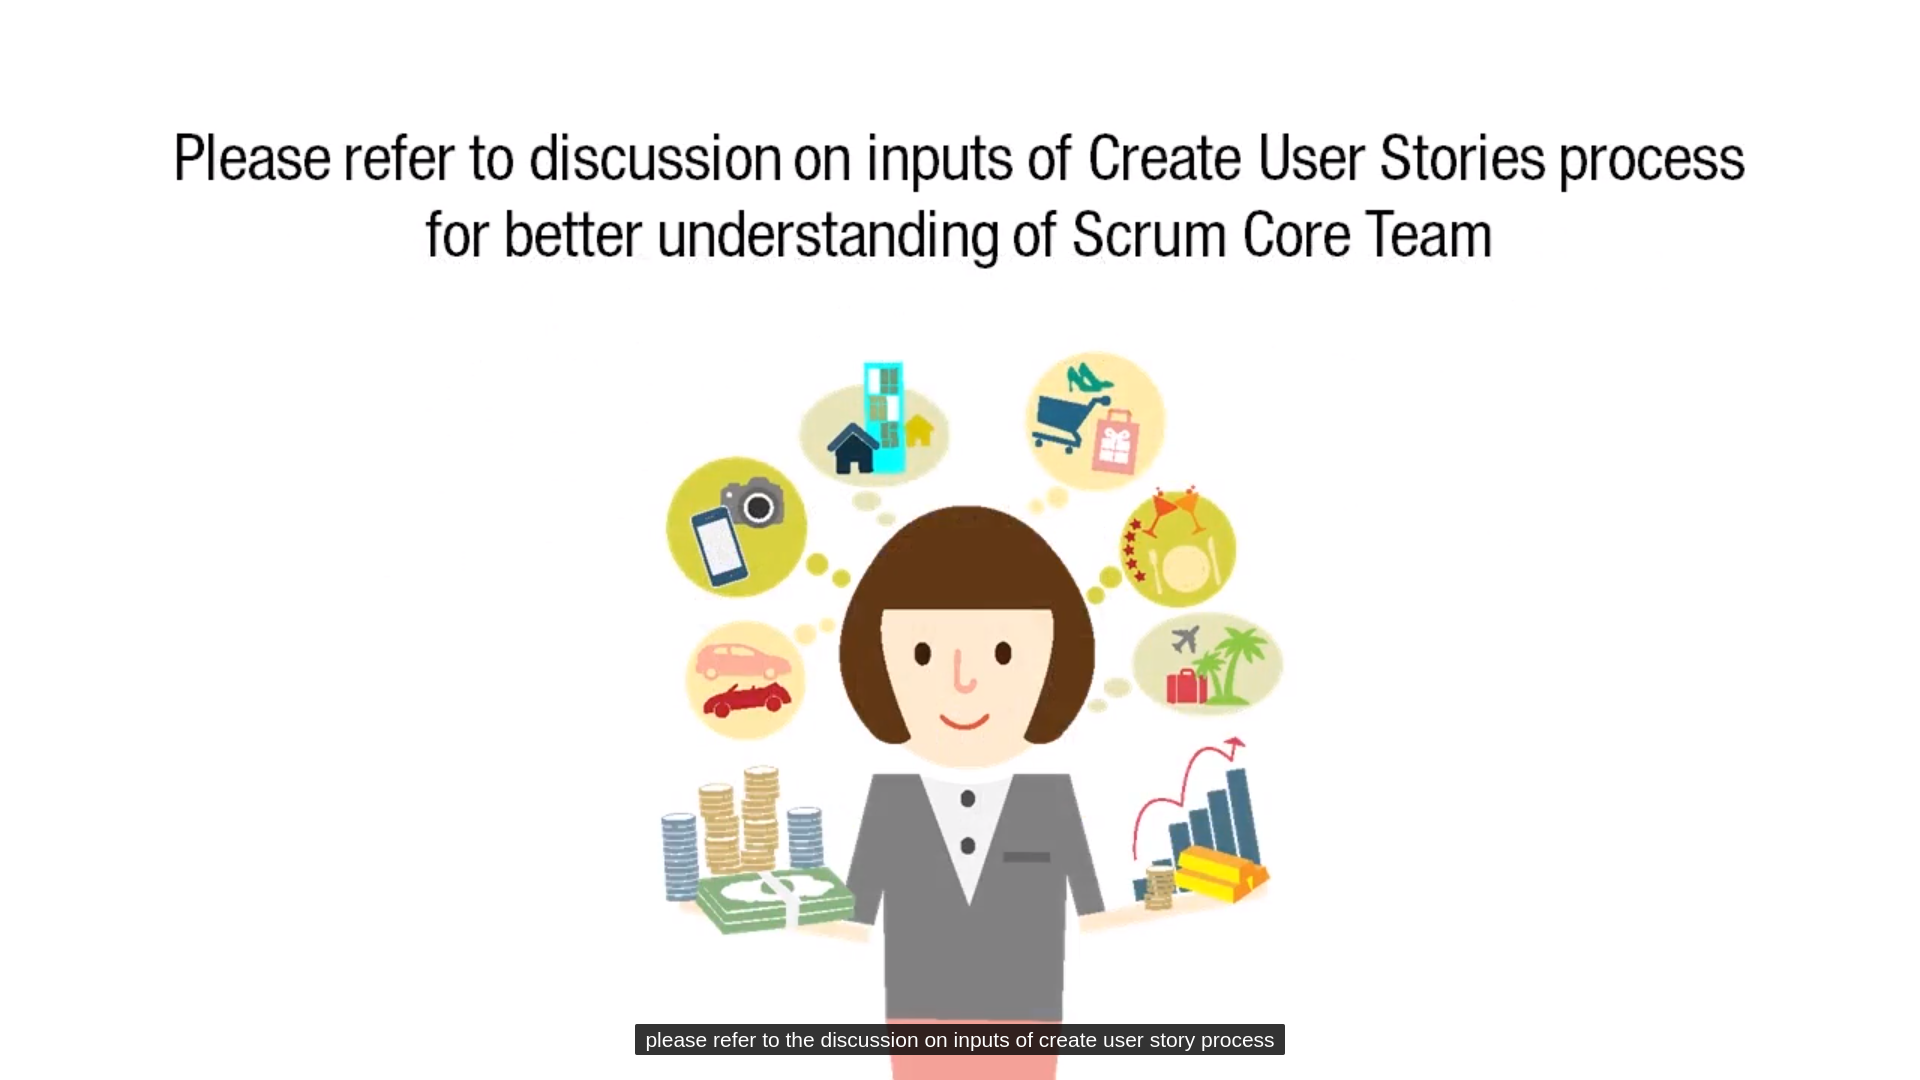 Please refer to discussion on inputs of Create User Stories process
for better understanding of Scrum Core Team
please refer to the discussion on inputs of create user story process